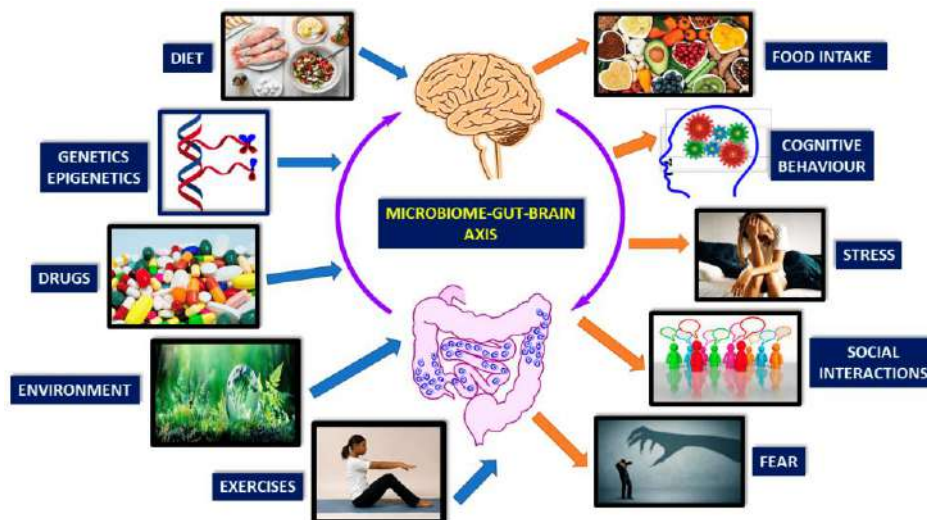 DIET
FOOD INTAKE
GENETICS
EPIGENETICS
COGNITIVE
BEHAVIOUR
MICROBIOME-GUT-BRAIN
AXIS
DRUGS
STRESS
ENVIRONMENT
SOCIAL
INTERACTIONS
EXERCISES
FEAR